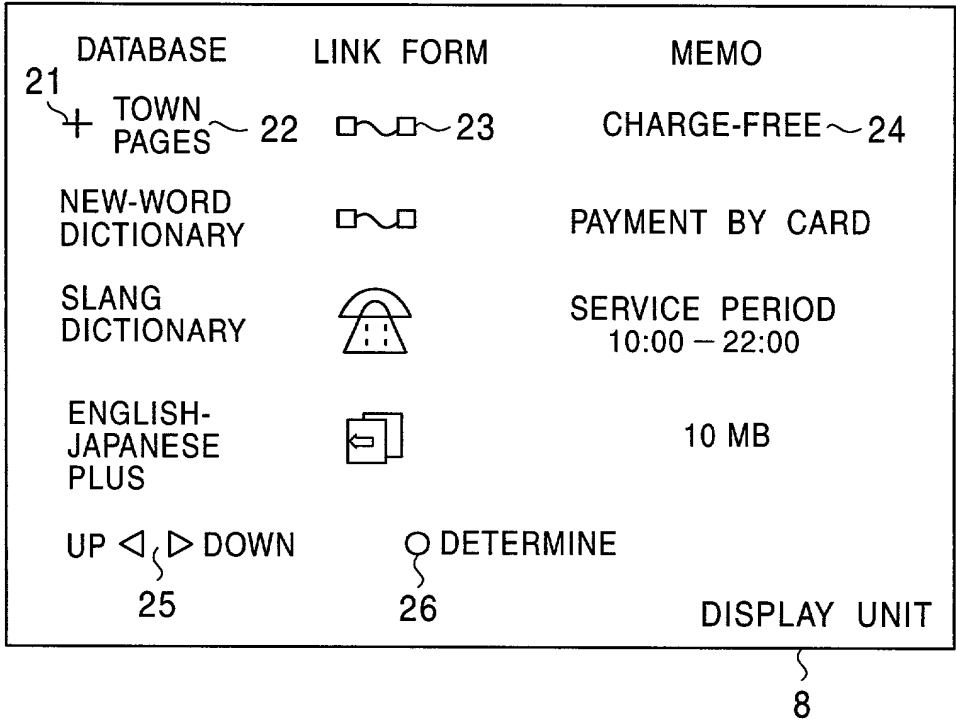 DATABASE LINK FORM MEMO
21
+ TOWN PAGES 22 23 CHARGE-FREE 24
NEW-WORD DICTIONARY PAYMENT BY CARD
SLANG DICTIONARY SERVICE PERIOD 10:00 – 22:00
ENGLISH-JAPANESE PLUS 10 MB
UP DOWN DETERMINE
25 26
DISPLAY UNIT
8